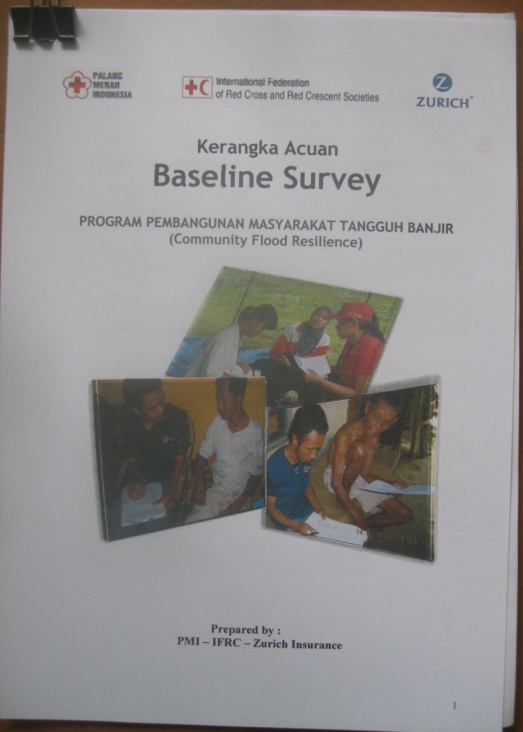 PALANG
MERAH
INDONESIA
International Federation
of Red Cross and Red Crescent Societies
ZURICH
Kerangka Acuan
Baseline Survey
PROGRAM PEMBANGUNAN MASYARAKAT TANGGUH BANJIR
(Community Flood Resilience)
Prepared by :
PMI – IFRC – Zurich Insurance
1